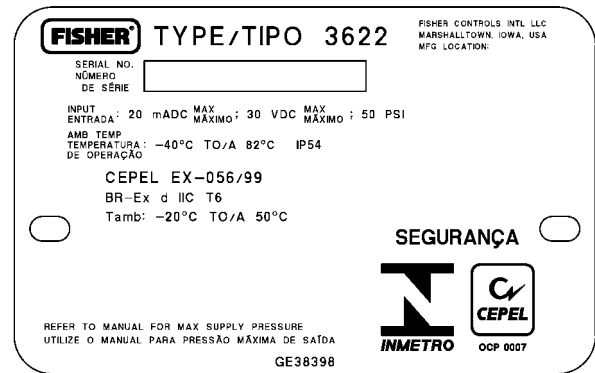 FISHER® TYPE/TIPO 3622
FISHER CONTROLS INTL LLC
MARSHALLTOWN, IOWA, USA
MFG LOCATION:
SERIAL NO.
NÚMERO
DE SÉRIE
INPUT
ENTRADA : 20 mADC MAX MÁXIMO ; 30 VDC MAX MÁXIMO ; 50 PSI
AMB TEMP
TEMPERATURA : -40°C TO/A 82°C IP54
DE OPERAÇÃO
CEPEL EX-056/99
BR-Ex d IIC T6
Tamb: -20°C TO/A 50°C
SEGURANÇA
CEPEL
INMETRO
OCP 0007
REFER TO MANUAL FOR MAX SUPPLY PRESSURE
UTILIZE O MANUAL PARA PRESSÃO MÁXIMA DE SAÍDA
GE38398